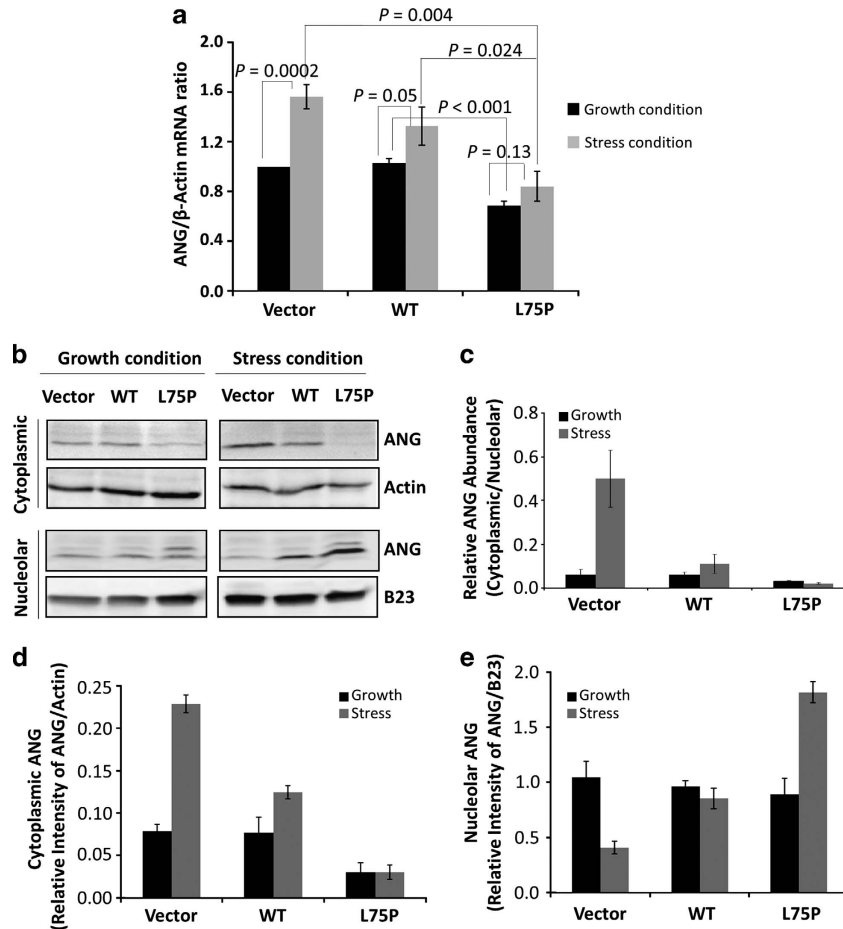 a
P = 0.004
P = 0.0002
P = 0.024
P = 0.05
P < 0.001
P = 0.13
Growth condition
Stress condition
ANG/β-Actin mRNA ratio
2.0
1.6
1.2
0.8
0.4
0.0
Vector WT L75P
b
Growth condition Stress condition
Vector WT L75P Vector WT L75P
Cytoplasmic
ANG
Actin
Nucleolar
ANG
B23
c
Relative ANG Abundance
(Cytoplasmic/Nucleolar)
0.8
0.6
0.4
0.2
0.0
Growth
Stress
Vector WT L75P
d
Cytoplasmic ANG
(Relative Intensity of ANG/Actin)
0.25
0.20
0.15
0.10
0.05
0.00
Growth
Stress
Vector WT L75P
e
Nucleolar ANG
(Relative Intensity of ANG/B23)
2.0
1.5
1.0
0.5
0.0
Growth
Stress
Vector WT L75P